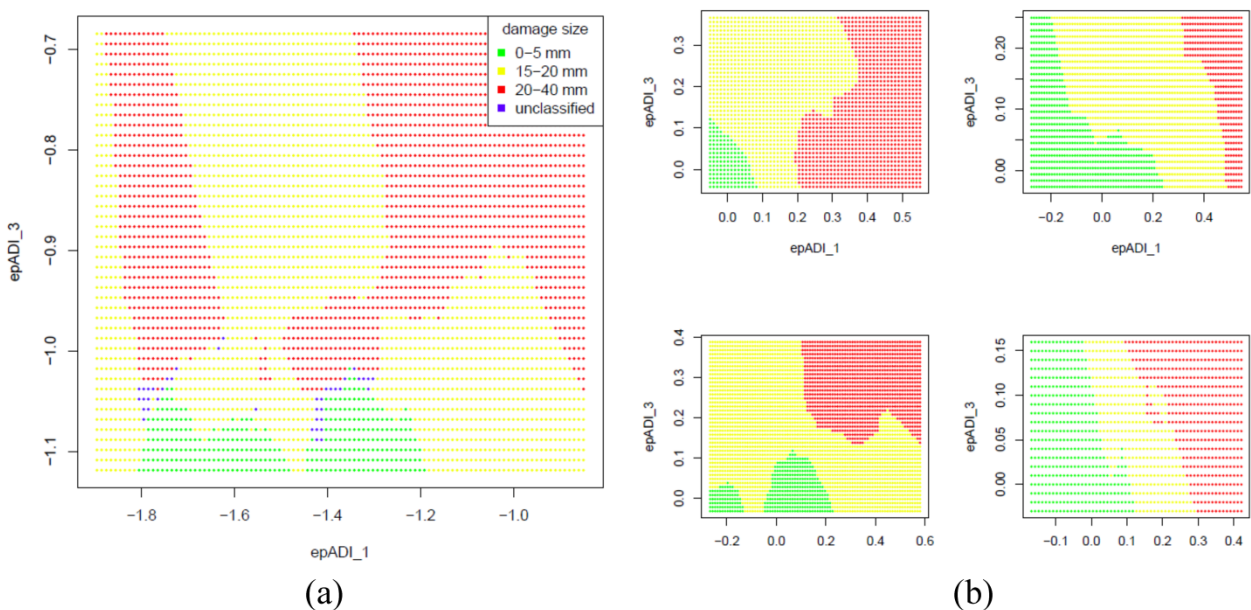 damage size
0−5 mm
15−20 mm
20−40 mm
unclassified
epADI_3
−0.7
−0.8
−0.9
−1.0
−1.1
−1.8 −1.6 −1.4 −1.2 −1.0
epADI_1
(a)
epADI_3
0.3
0.2
0.1
0.0
0.0 0.1 0.2 0.3 0.4 0.5
epADI_1
epADI_3
0.20
0.10
0.00
−0.2 0.0 0.2 0.4
epADI_1
epADI_3
0.4
0.3
0.2
0.1
0.0
−0.2 0.0 0.2 0.4 0.6
epADI_3
0.15
0.10
0.05
0.00
−0.1 0.0 0.1 0.2 0.3 0.4
(b)